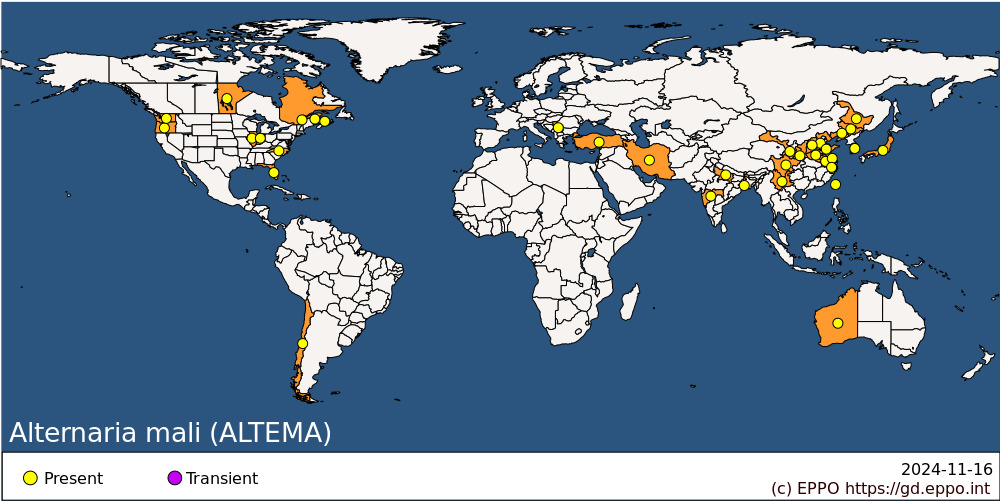 Alternaria mali (ALTEMA)
Present
Transient
2024-11-16
(c) EPPO https://gd.eppo.int